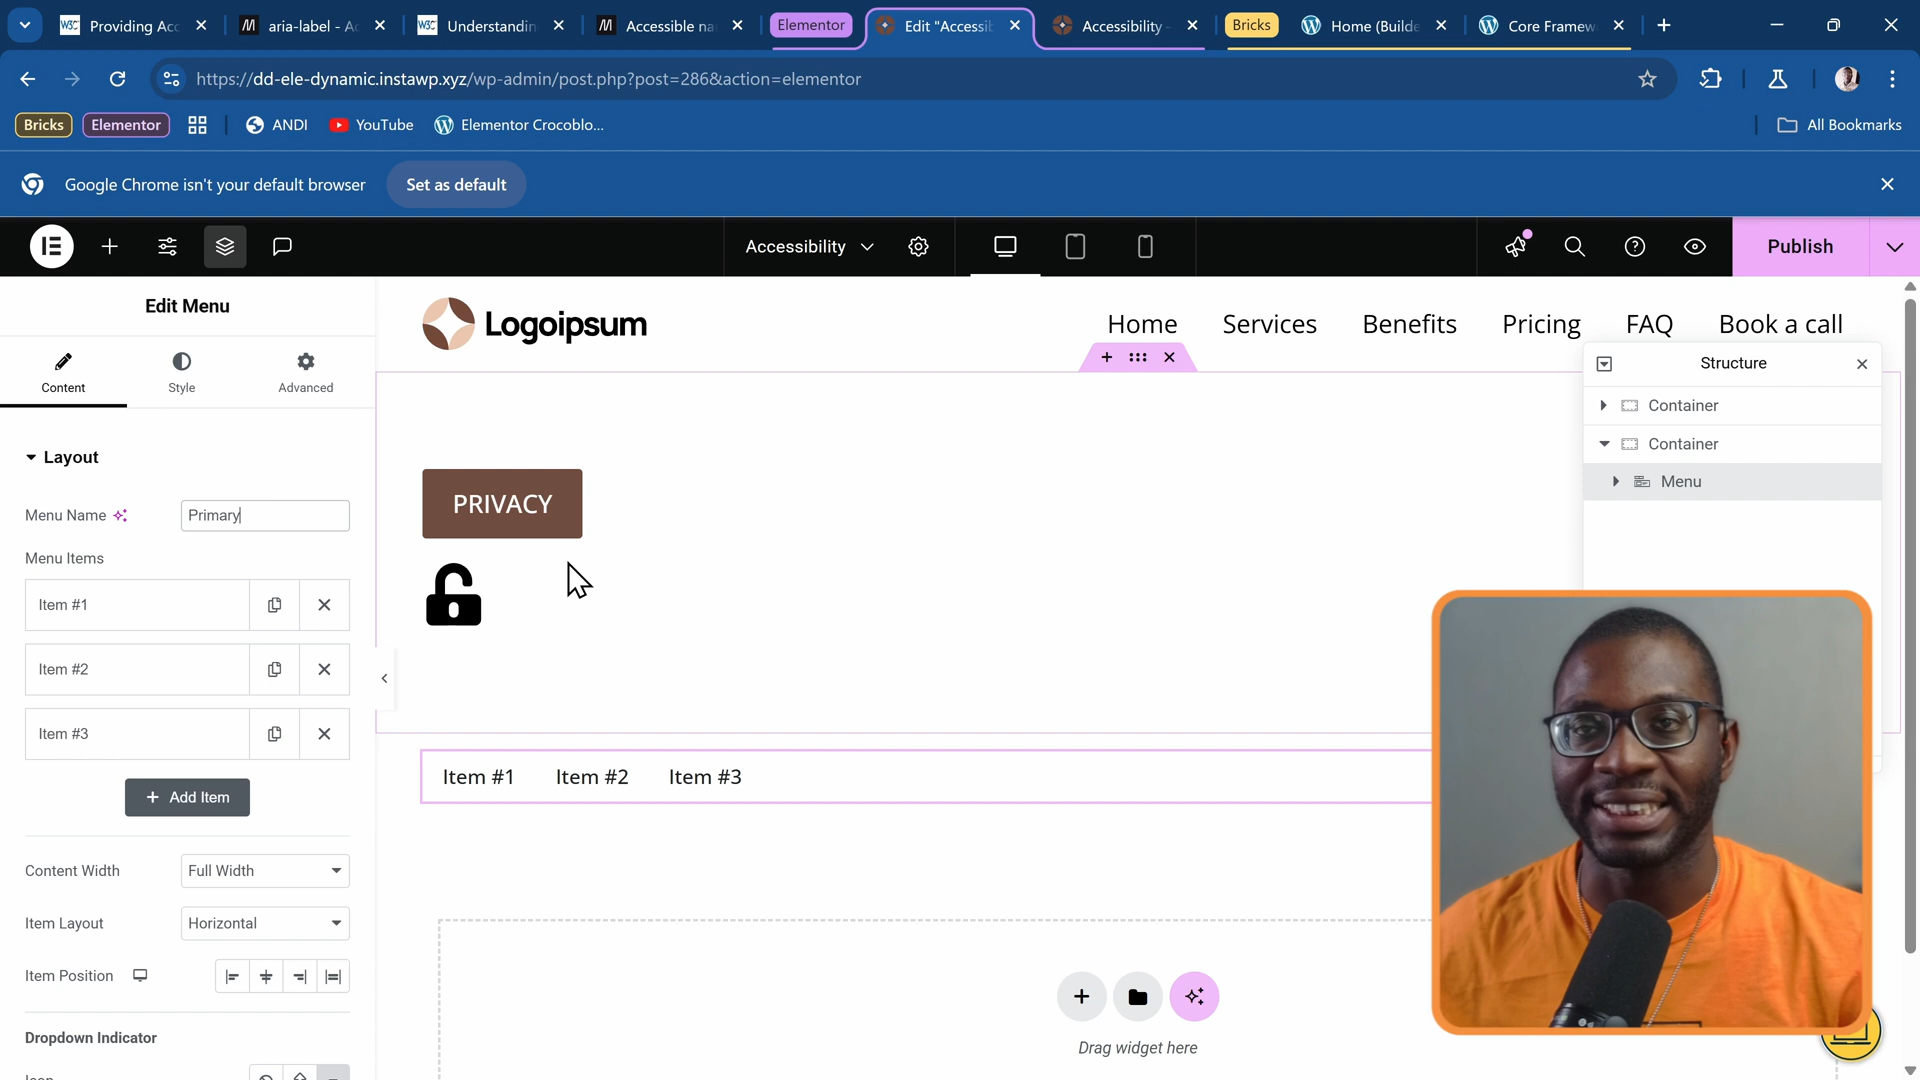 Providing Acc
aria-label - Ac
Understandin
Accessible na
Elementor
Edit "Accessib
Accessibility -
Bricks
Home (Builde
Core Framew
https://dd-ele-dynamic.instawp.xyz/wp-admin/post.php?post=286&action=elementor
Bricks
Elementor
ANDI
YouTube
Elementor Crocoblo...
All Bookmarks
Google Chrome isn't your default browser
Set as default
Accessibility
Publish
Edit Menu
Content
Style
Advanced
Layout
Menu Name
Primary
Menu Items
Item #1
Item #2
Item #3
Add Item
Content Width
Full Width
Item Layout
Horizontal
Item Position
Dropdown Indicator
Logoipsum
Home
Services
Benefits
Pricing
FAQ
Book a call
PRIVACY
Item #1
Item #2
Item #3
Drag widget here
Structure
Container
Container
Menu